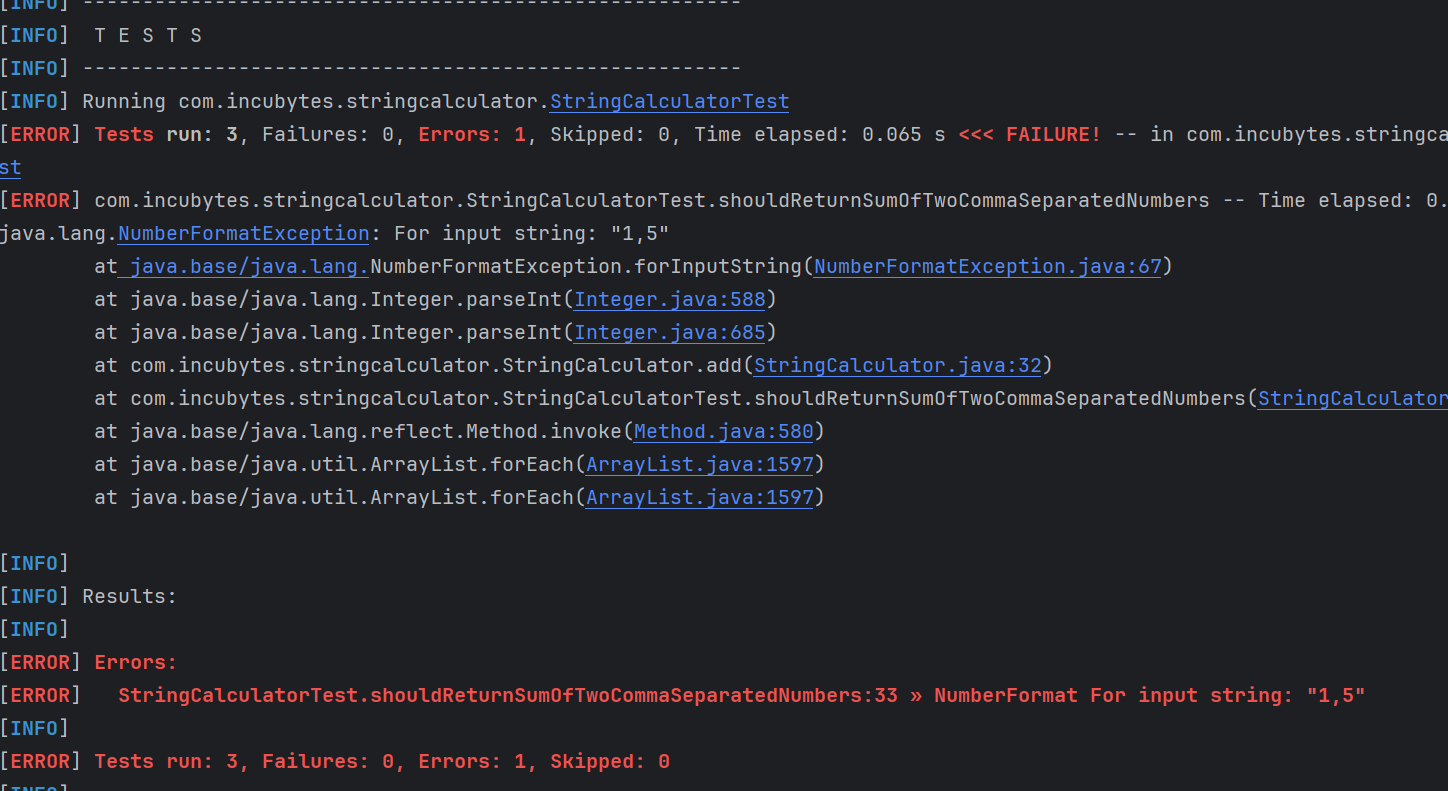 [INFO] -------------------------------------------------------
[INFO]  T E S T S
[INFO] -------------------------------------------------------
[INFO] Running com.incubytes.stringcalculator.StringCalculatorTest
[ERROR] Tests run: 3, Failures: 0, Errors: 1, Skipped: 0, Time elapsed: 0.065 s <<< FAILURE! -- in com.incubytes.stringca
st
[ERROR] com.incubytes.stringcalculator.StringCalculatorTest.shouldReturnSumOfTwoCommaSeparatedNumbers -- Time elapsed: 0.
java.lang.NumberFormatException: For input string: "1,5"
        at java.base/java.lang.NumberFormatException.forInputString(NumberFormatException.java:67)
        at java.base/java.lang.Integer.parseInt(Integer.java:588)
        at java.base/java.lang.Integer.parseInt(Integer.java:685)
        at com.incubytes.stringcalculator.StringCalculator.add(StringCalculator.java:32)
        at com.incubytes.stringcalculator.StringCalculatorTest.shouldReturnSumOfTwoCommaSeparatedNumbers(StringCalculator
        at java.base/java.lang.reflect.Method.invoke(Method.java:580)
        at java.base/java.util.ArrayList.forEach(ArrayList.java:1597)
        at java.base/java.util.ArrayList.forEach(ArrayList.java:1597)
[INFO]
[INFO] Results:
[INFO]
[ERROR] Errors:
[ERROR]   StringCalculatorTest.shouldReturnSumOfTwoCommaSeparatedNumbers:33 » NumberFormat For input string: "1,5"
[INFO]
[ERROR] Tests run: 3, Failures: 0, Errors: 1, Skipped: 0
[INFO]